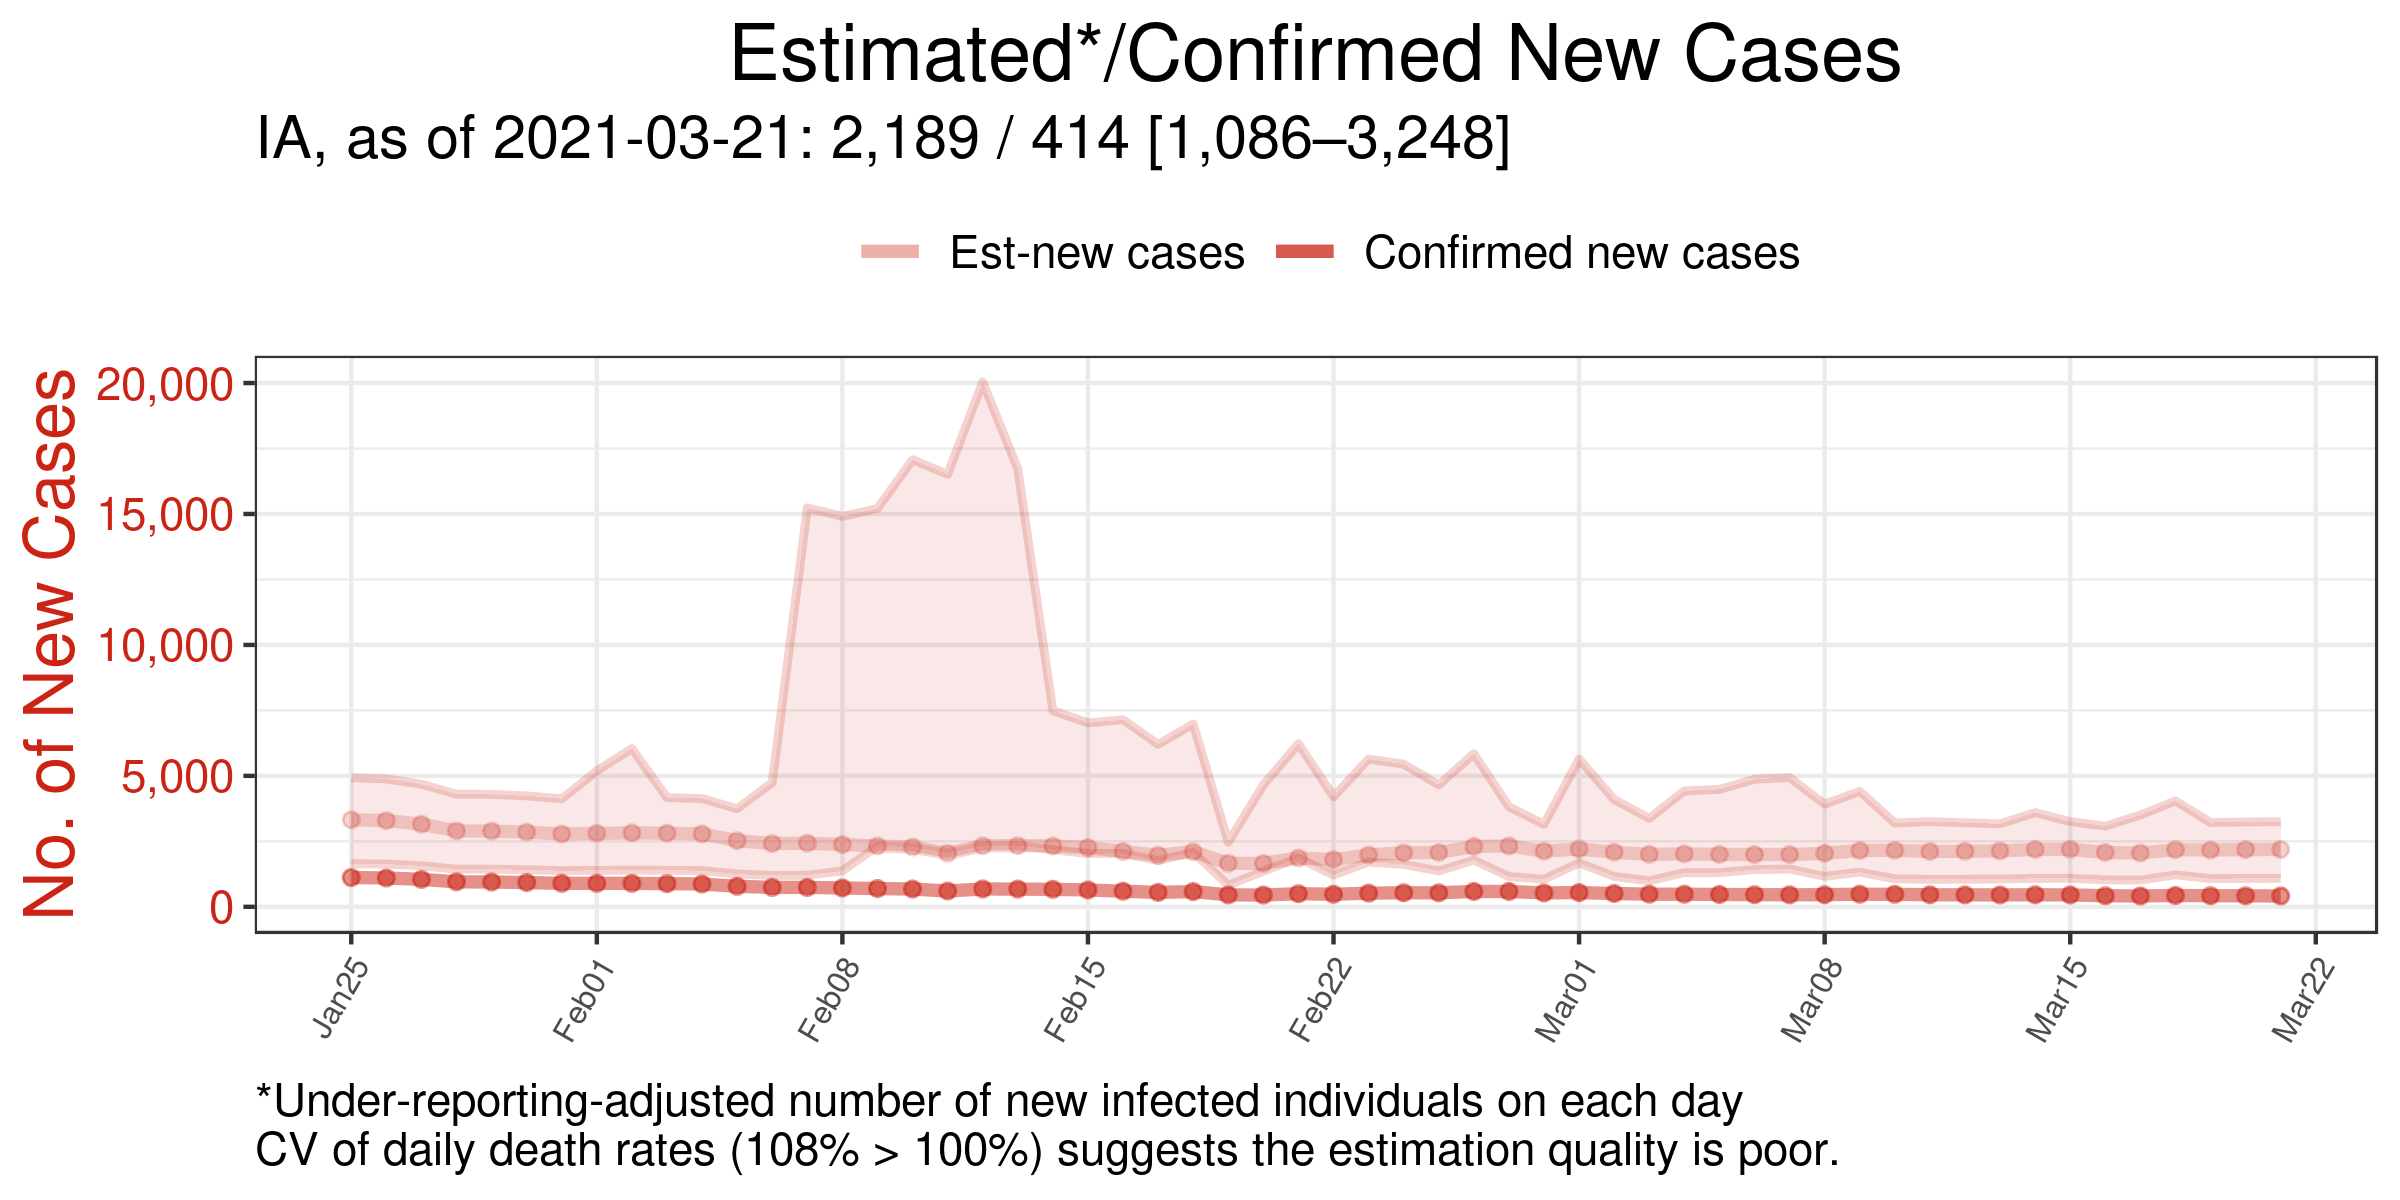 Estimated*/Confirmed New Cases
IA, as of 2021-03-21: 2,189 / 414 [1,086–3,248]
Est-new cases Confirmed new cases
No. of New Cases
20,000
15,000
10,000
5,000
0
Jan25 Feb01 Feb08 Feb15 Feb22 Mar01 Mar08 Mar15 Mar22
*Under-reporting-adjusted number of new infected individuals on each day
CV of daily death rates (108% > 100%) suggests the estimation quality is poor.